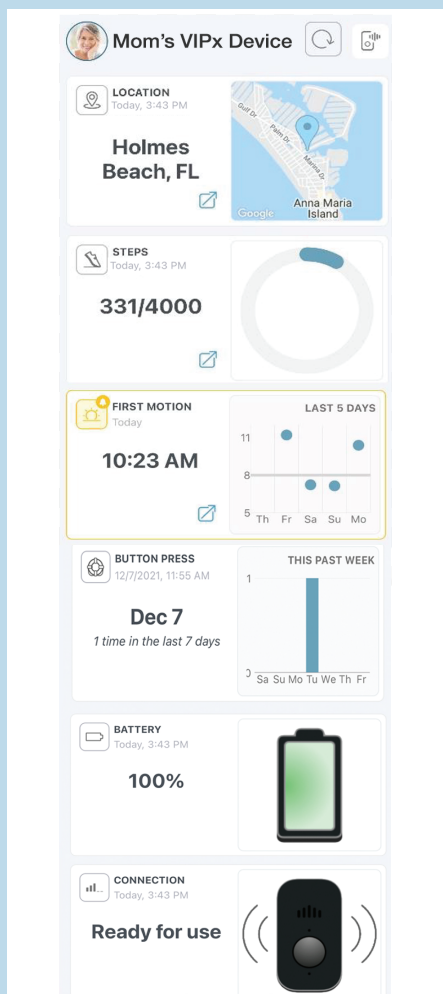 Mom's VIPx Device
LOCATION
Today, 3:43 PM
Holmes
Beach, FL
Gulf Dr
Palm Dr
Marina Dr
Anna Maria
Island
Google
STEPS
Today, 3:43 PM
331/4000
FIRST MOTION
Today
10:23 AM
LAST 5 DAYS
11
8
5
Th Fr Sa Su Mo
BUTTON PRESS
12/7/2021, 11:55 AM
Dec 7
1 time in the last 7 days
THIS PAST WEEK
1
0
Sa Su Mo Tu We Th Fr
BATTERY
Today, 3:43 PM
100%
CONNECTION
Today, 3:43 PM
Ready for use